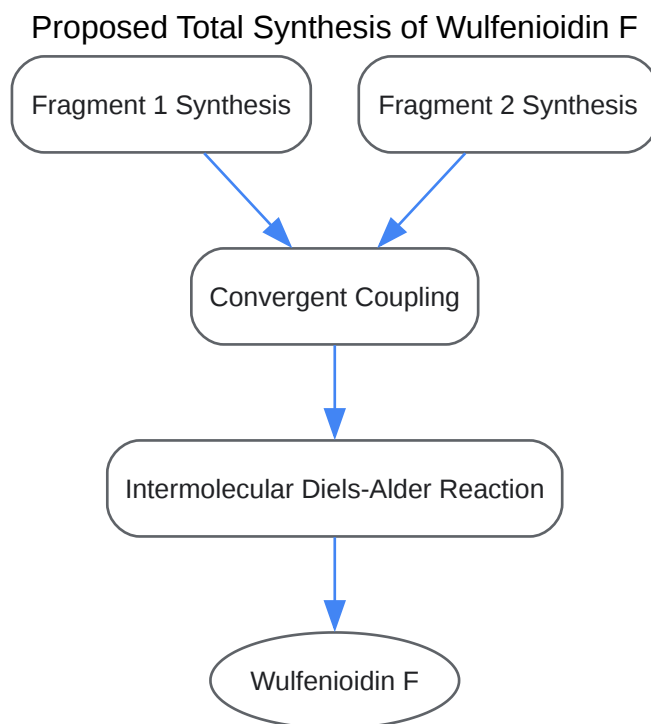 Proposed Total Synthesis of Wulfenioidin F
Fragment 1 Synthesis
Fragment 2 Synthesis
Convergent Coupling
Intermolecular Diels-Alder Reaction
Wulfenioidin F